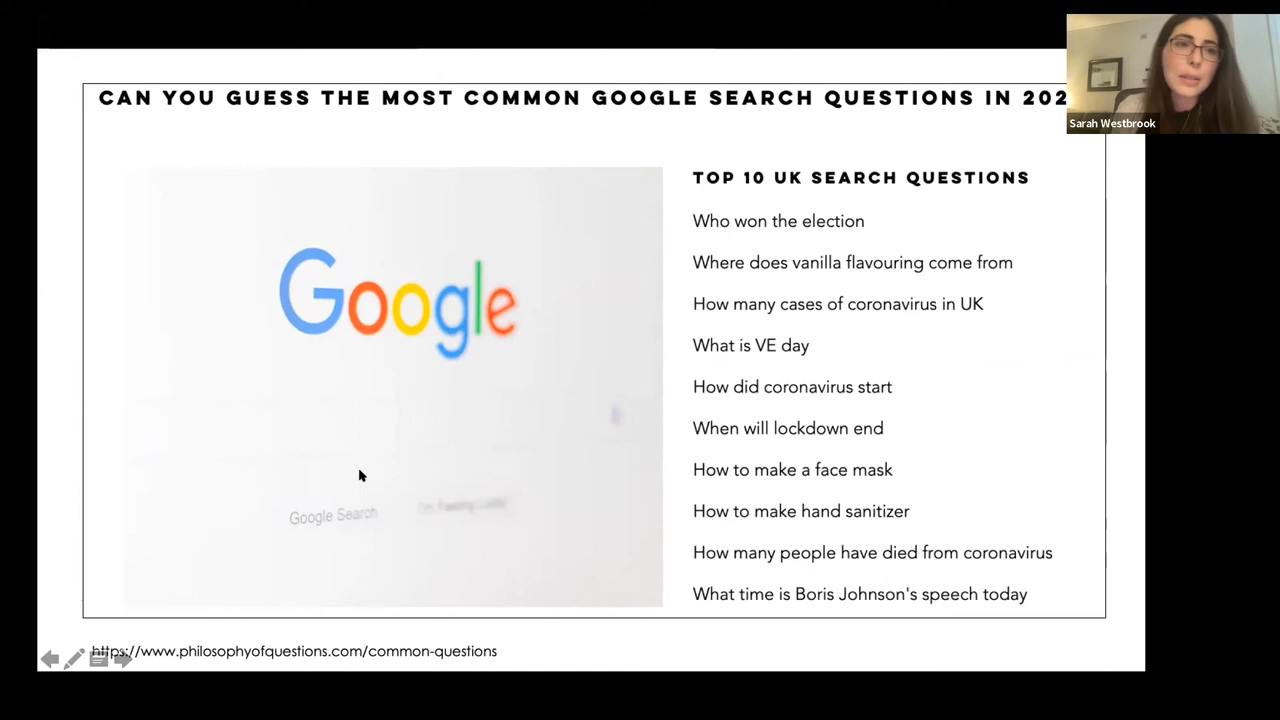 CAN YOU GUESS THE MOST COMMON GOOGLE SEARCH QUESTIONS IN 202
Sarah Westbrook
TOP 10 UK SEARCH QUESTIONS
Who won the election
Where does vanilla flavouring come from
How many cases of coronavirus in UK
What is VE day
How did coronavirus start
When will lockdown end
How to make a face mask
How to make hand sanitizer
How many people have died from coronavirus
What time is Boris Johnson's speech today
Google
Google Search
I'm Feeling Lucky
https://www.philosophyofquestions.com/common-questions